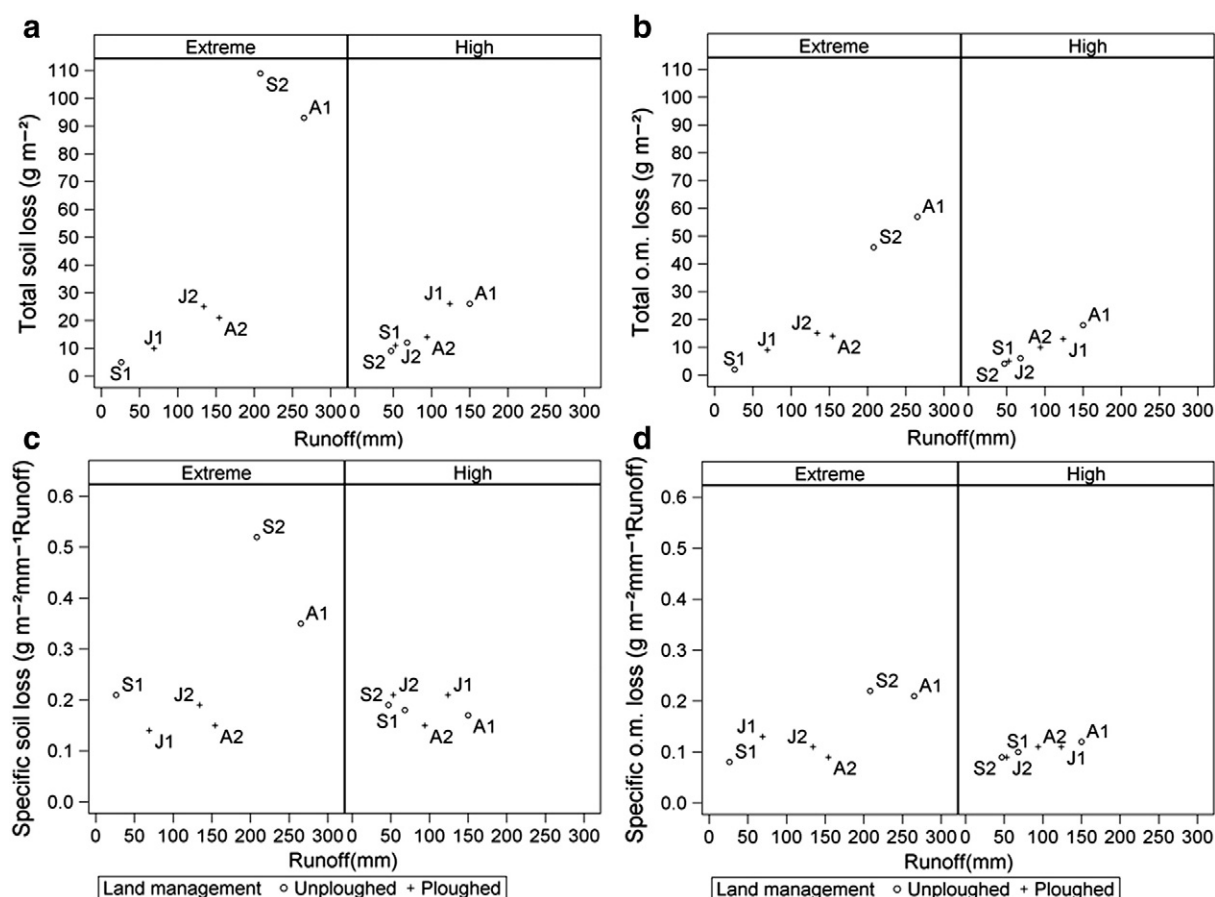 a
Extreme High
Total soil loss (g m⁻²)
110
100
90
80
70
60
50
40
30
20
10
0
S2
A1
J2
A2
J1
S1
J1
A1
S1
A2
S2
J2
0 50 100 150 200 250 300 0 50 100 150 200 250 300
Runoff(mm)
b
Extreme High
Total o.m. loss (g m⁻²)
110
100
90
80
70
60
50
40
30
20
10
0
A1
S2
J2
A2
J1
S1
A1
A2
J1
S1
J2
S2
0 50 100 150 200 250 300 0 50 100 150 200 250 300
Runoff(mm)
c
Extreme High
Specific soil loss (g m⁻²mm⁻¹Runoff)
0.6
0.5
0.4
0.3
0.2
0.1
0.0
S2
A1
S1
J2
A2
J1
S2
J2
J1
S1
A2
A1
0 50 100 150 200 250 300 0 50 100 150 200 250 300
Runoff(mm)
Land management Unploughed Ploughed
d
Extreme High
Specific o.m. loss (g m⁻²mm⁻¹Runoff)
0.6
0.5
0.4
0.3
0.2
0.1
0.0
S2
A1
J1
J2
S1
A2
S1
A2
A1
S2
J2
J1
0 50 100 150 200 250 300 0 50 100 150 200 250 300
Runoff(mm)
Land management Unploughed Ploughed